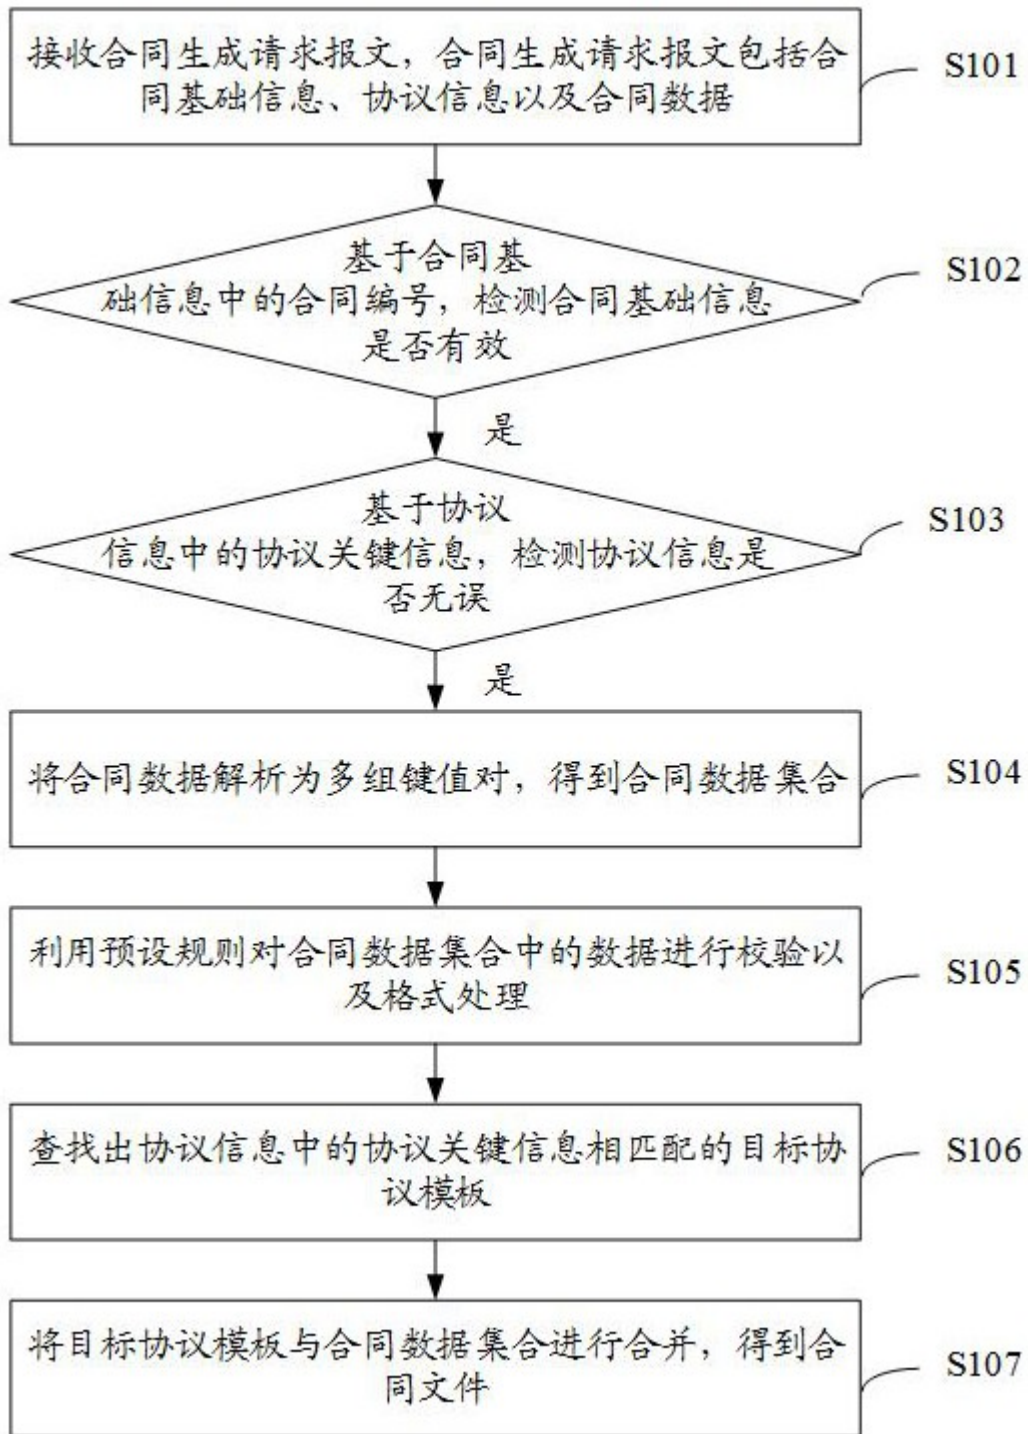 接收合同生成请求报文，合同生成请求报文包括合
同基础信息、协议信息以及合同数据
S101
基于合同基
础信息中的合同编号，检测合同基础信息
是否有效
S102
是
基于协议
信息中的协议关键信息，检测协议信息是
否无误
S103
是
将合同数据解析为多组键值对，得到合同数据集合
S104
利用预设规则对合同数据集合中的数据进行校验以
及格式处理
S105
查找出协议信息中的协议关键信息相匹配的目标协
议模板
S106
将目标协议模板与合同数据集合进行合并，得到合
同文件
S107